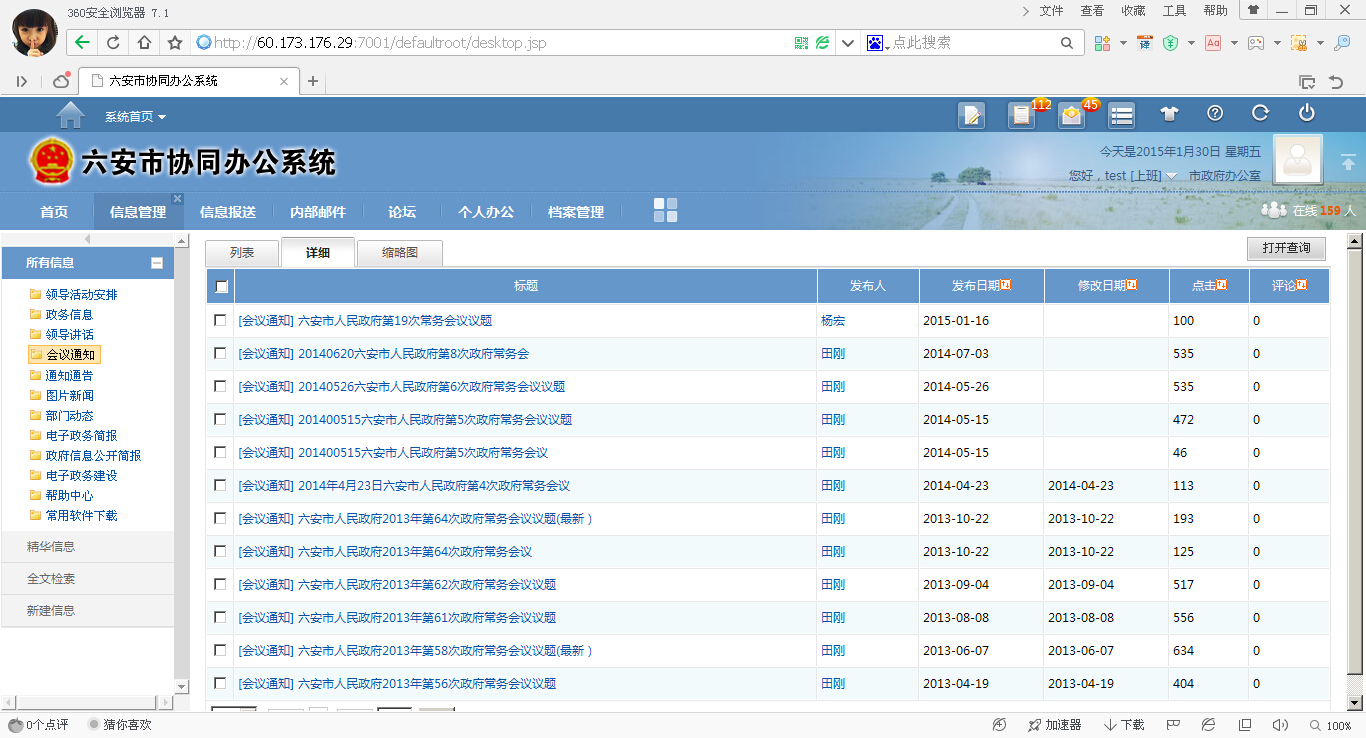 360安全浏览器 7.1
文件 查看 收藏 工具 帮助
http://60.173.176.29:7001/defaultroot/desktop.jsp
点此搜索
六安市协同办公系统
系统首页
112
45
六安市协同办公系统
今天是2015年1月30日 星期五
您好，test [上班] 市政府办公室
首页 信息管理 信息报送 内部邮件 论坛 个人办公 档案管理
在线 159 人
所有信息
领导活动安排
政务信息
领导讲话
会议通知
通知通告
图片新闻
部门动态
电子政务简报
政府信息公开简报
电子政务建设
帮助中心
常用软件下载
精华信息
全文检索
新建信息
列表 详细 缩略图 打开查询
标题 发布人 发布日期 修改日期 点击 评论
[会议通知] 六安市人民政府第19次常务会议议题 杨宏 2015-01-16 100 0
[会议通知] 20140620六安市人民政府第8次政府常务会 田刚 2014-07-03 535 0
[会议通知] 20140526六安市人民政府第6次政府常务会议议题 田刚 2014-05-26 535 0
[会议通知] 201400515六安市人民政府第5次政府常务会议议题 田刚 2014-05-15 472 0
[会议通知] 201400515六安市人民政府第5次政府常务会议 田刚 2014-05-15 46 0
[会议通知] 2014年4月23日六安市人民政府第4次政府常务会议 田刚 2014-04-23 2014-04-23 113 0
[会议通知] 六安市人民政府2013年第64次政府常务会议议题(最新 ) 田刚 2013-10-22 2013-10-22 193 0
[会议通知] 六安市人民政府2013年第64次政府常务会议 田刚 2013-10-22 2013-10-22 125 0
[会议通知] 六安市人民政府2013年第62次政府常务会议议题 田刚 2013-09-04 2013-09-04 517 0
[会议通知] 六安市人民政府2013年第61次政府常务会议议题 田刚 2013-08-08 2013-08-08 556 0
[会议通知] 六安市人民政府2013年第58次政府常务会议议题(最新 ) 田刚 2013-06-07 2013-06-07 634 0
[会议通知] 六安市人民政府2013年第56次政府常务会议议题 田刚 2013-04-19 2013-04-19 404 0
0个点评 猜你喜欢 加速器 下载 100%